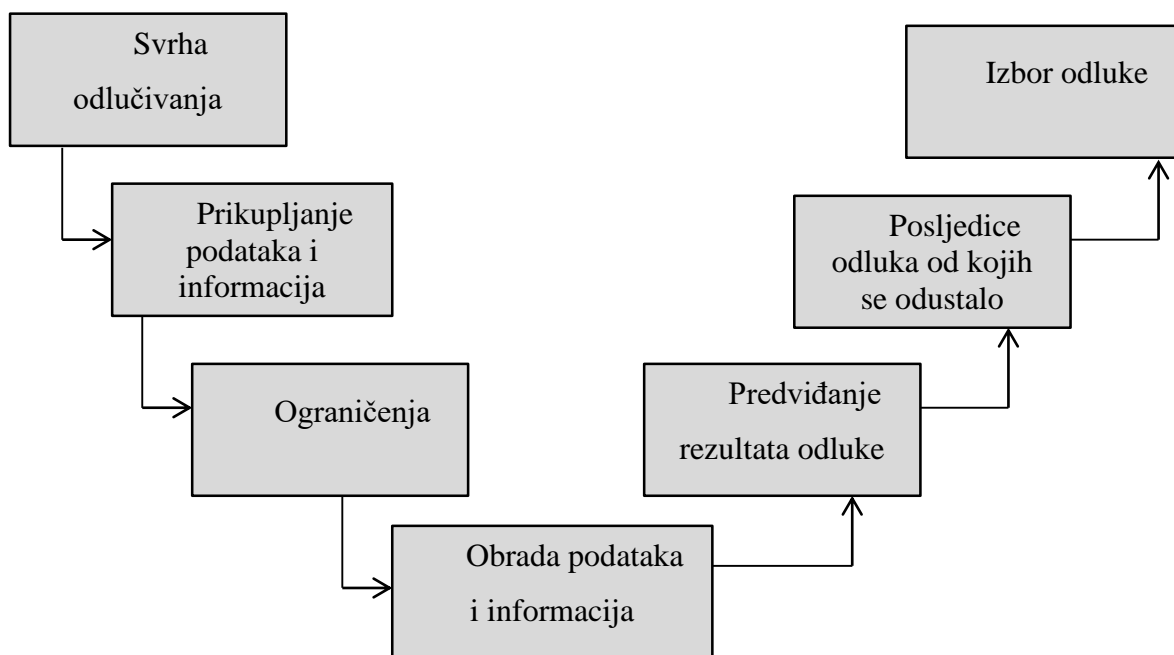 Svrha
odlučivanja
Prikupljanje
podataka i
informacija
Ograničenja
Obrada podataka
i informacija
Predviđanje
rezultata odluke
Posljedice
odluka od kojih
se odustalo
Izbor odluke